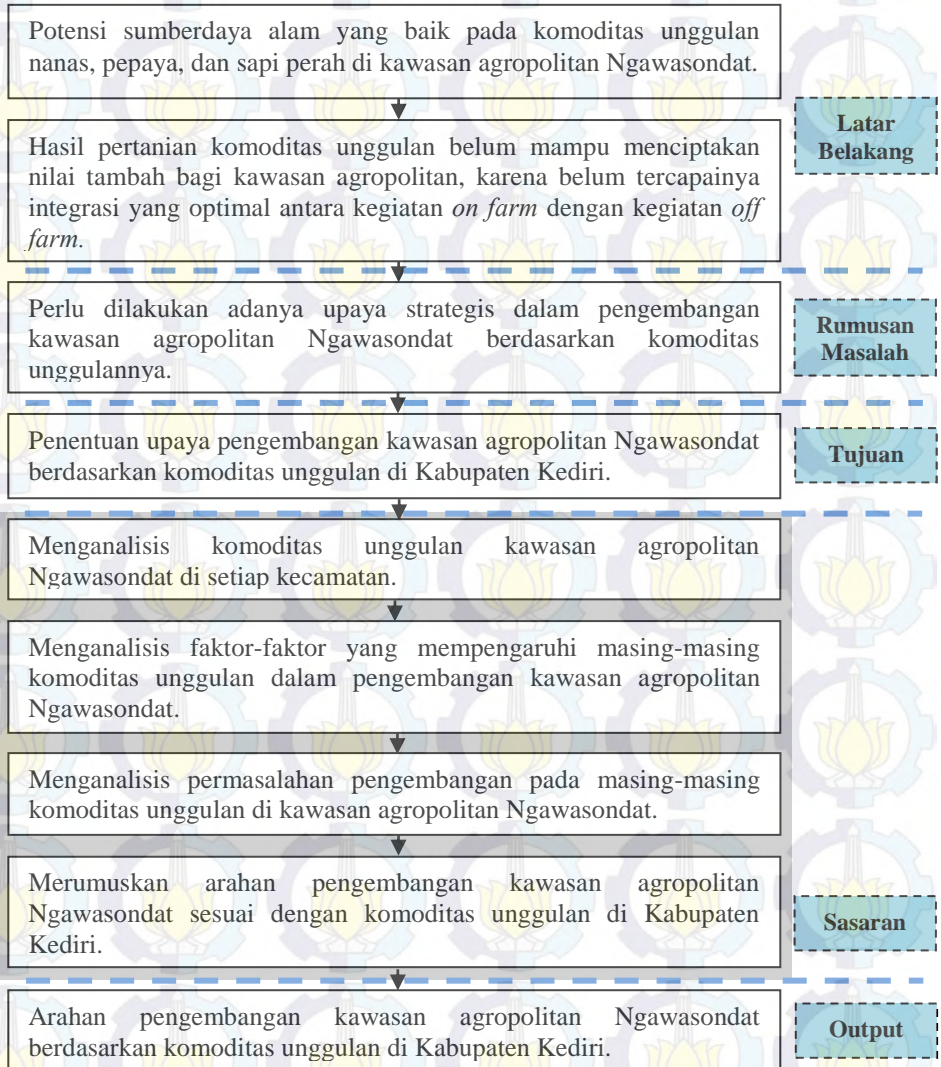 Potensi sumberdaya alam yang baik pada komoditas unggulan
nanas, pepaya, dan sapi perah di kawasan agropolitan Ngawasondat.
Latar
Belakang
Hasil pertanian komoditas unggulan belum mampu menciptakan
nilai tambah bagi kawasan agropolitan, karena belum tercapainya
integrasi yang optimal antara kegiatan on farm dengan kegiatan off
farm.
Perlu dilakukan adanya upaya strategis dalam pengembangan
kawasan agropolitan Ngawasondat berdasarkan komoditas
unggulannya.
Rumusan
Masalah
Penentuan upaya pengembangan kawasan agropolitan Ngawasondat
berdasarkan komoditas unggulan di Kabupaten Kediri.
Tujuan
Menganalisis komoditas unggulan kawasan agropolitan
Ngawasondat di setiap kecamatan.
Menganalisis faktor-faktor yang mempengaruhi masing-masing
komoditas unggulan dalam pengembangan kawasan agropolitan
Ngawasondat.
Menganalisis permasalahan pengembangan pada masing-masing
komoditas unggulan di kawasan agropolitan Ngawasondat.
Merumuskan arahan pengembangan kawasan agropolitan
Ngawasondat sesuai dengan komoditas unggulan di Kabupaten
Kediri.
Sasaran
Arahan pengembangan kawasan agropolitan Ngawasondat
berdasarkan komoditas unggulan di Kabupaten Kediri.
Output